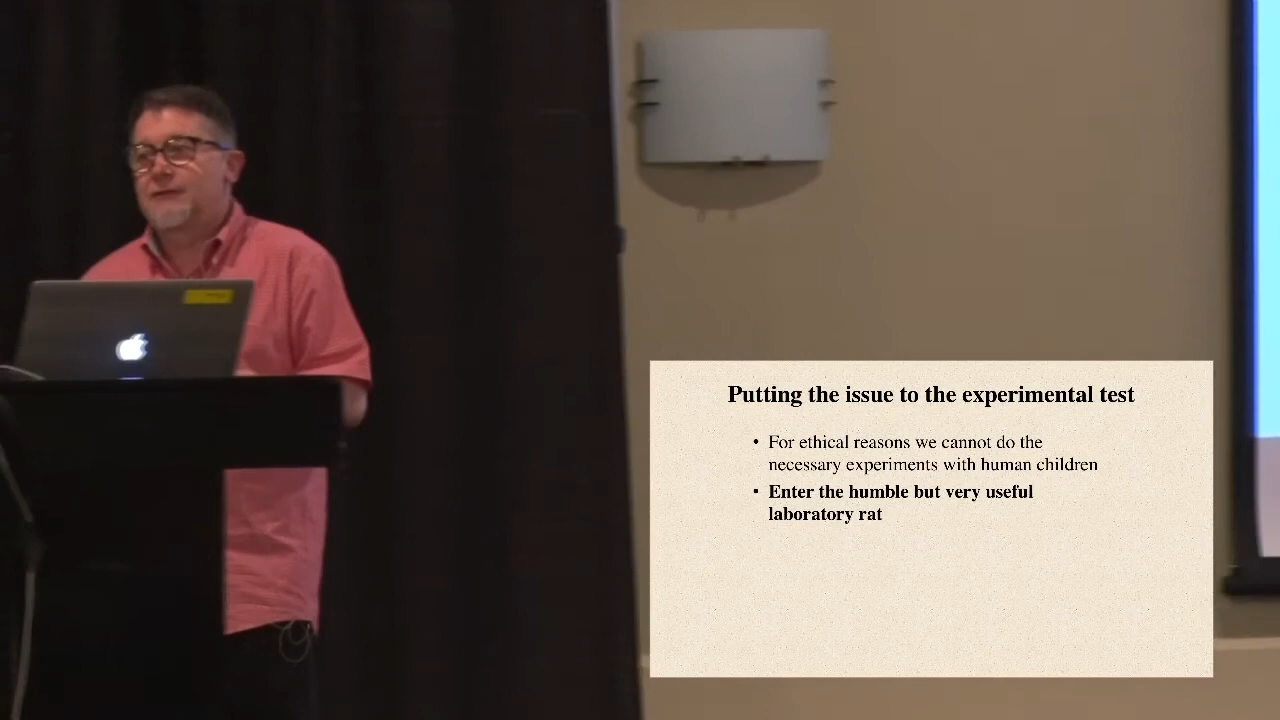 Putting the issue to the experimental test
• For ethical reasons we cannot do the
necessary experiments with human children
• Enter the humble but very useful
laboratory rat